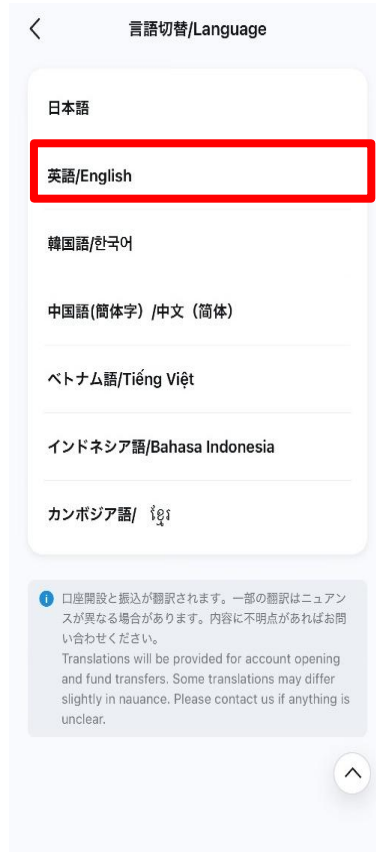 言語切替/Language
日本語
英語/English
韓国語/한국어
中国語(簡体字）/中文（简体）
ベトナム語/Tiếng Việt
インドネシア語/Bahasa Indonesia
カンボジア語/ ខ្មែរ
口座開設と振込が翻訳されます。一部の翻訳はニュアン
スが異なる場合があります。内容に不明点があればお問
い合わせください。
Translations will be provided for account opening
and fund transfers. Some translations may differ
slightly in nauance. Please contact us if anything is
unclear.